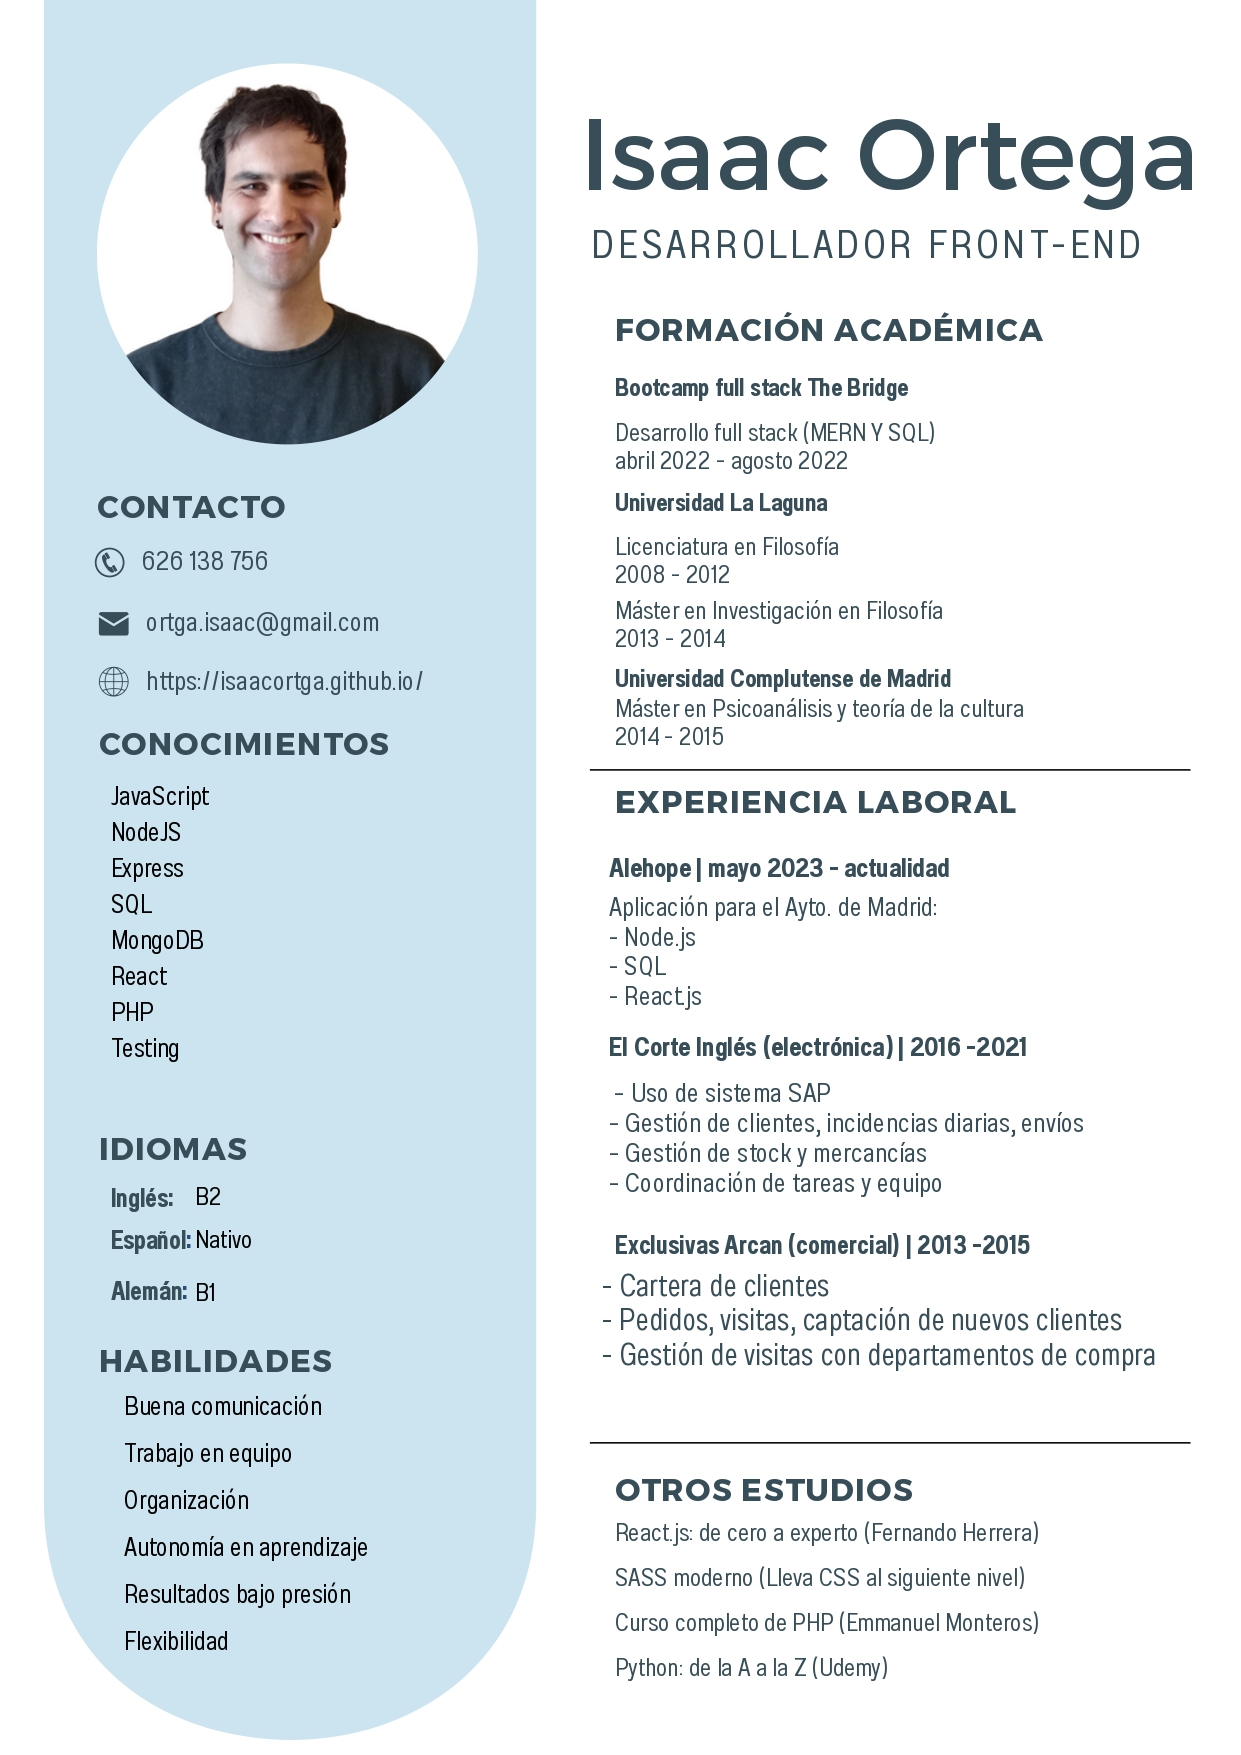 Isaac Ortega
DESARROLLADOR FRONT-END
CONTACTO
626 138 756
ortga.isaac@gmail.com
https://isaacortga.github.io/
CONOCIMIENTOS
JavaScript
NodeJS
Express
SQL
MongoDB
React
PHP
Testing
IDIOMAS
Inglés: B2
Español: Nativo
Alemán: B1
HABILIDADES
Buena comunicación
Trabajo en equipo
Organización
Autonomía en aprendizaje
Resultados bajo presión
Flexibilidad
FORMACIÓN ACADÉMICA
Bootcamp full stack The Bridge
Desarrollo full stack (MERN Y SQL)
abril 2022 - agosto 2022
Universidad La Laguna
Licenciatura en Filosofía
2008 - 2012
Máster en Investigación en Filosofía
2013 - 2014
Universidad Complutense de Madrid
Máster en Psicoanálisis y teoría de la cultura
2014 - 2015
EXPERIENCIA LABORAL
Alehope | mayo 2023 - actualidad
Aplicación para el Ayto. de Madrid:
- Node.js
- SQL
- React.js
El Corte Inglés (electrónica) | 2016 -2021
- Uso de sistema SAP
- Gestión de clientes, incidencias diarias, envíos
- Gestión de stock y mercancías
- Coordinación de tareas y equipo
Exclusivas Arcan (comercial) | 2013 -2015
- Cartera de clientes
- Pedidos, visitas, captación de nuevos clientes
- Gestión de visitas con departamentos de compra
OTROS ESTUDIOS
React.js: de cero a experto (Fernando Herrera)
SASS moderno (Lleva CSS al siguiente nivel)
Curso completo de PHP (Emmanuel Monteros)
Python: de la A a la Z (Udemy)